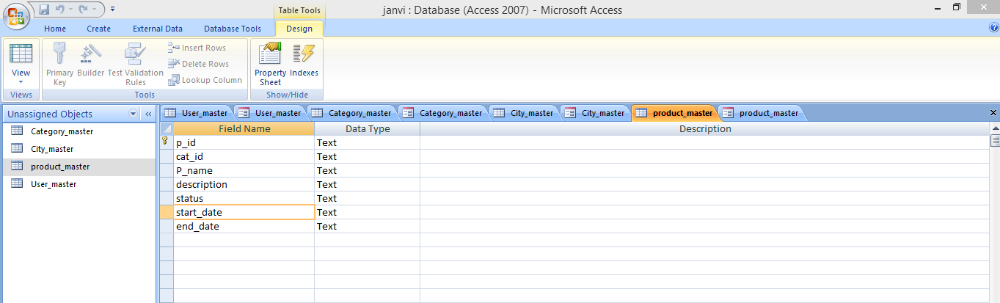 Table Tools
janvi : Database (Access 2007) - Microsoft Access
Home Create External Data Database Tools Design
View
Primary Key
Builder
Test Validation Rules
Insert Rows
Delete Rows
Lookup Column
Property Sheet
Indexes
Views Tools Show/Hide
Unassigned Objects
Category_master
City_master
product_master
User_master
User_master User_master Category_master Category_master City_master City_master product_master product_master
Field Name Data Type Description
p_id Text
cat_id Text
P_name Text
description Text
status Text
start_date Text
end_date Text